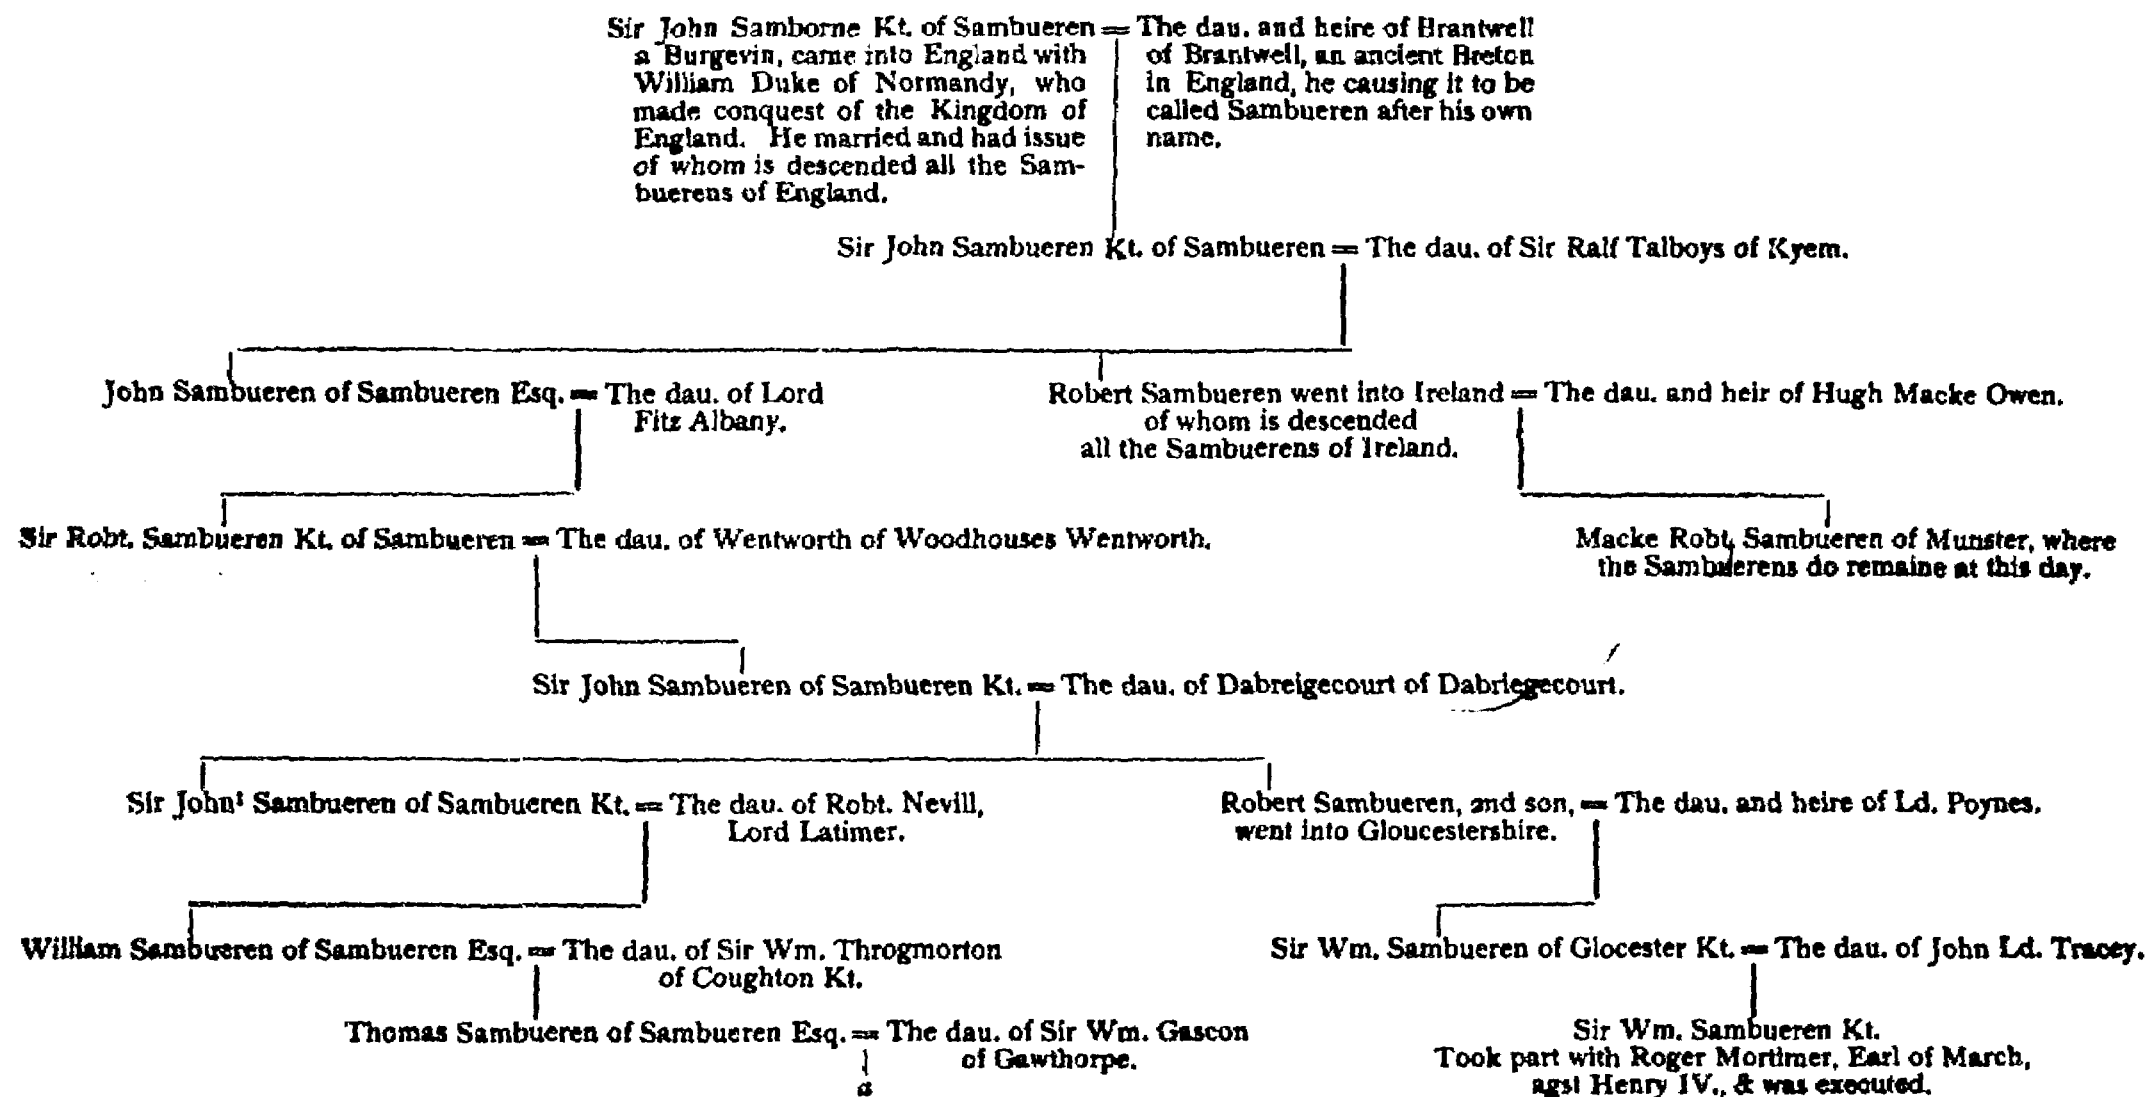 Sir John Samborne Kt. of Sambueren = The dau. and heire of Brantwell
a Burgevin, came into England with of Brantwell, an ancient Breton
William Duke of Normandy, who in England, he causing it to be
made conquest of the Kingdom of called Sambueren after his own
England. He married and had issue name.
of whom is descended all the Sam-
buerens of England.
Sir John Sambueren Kt. of Sambueren = The dau. of Sir Ralf Talboys of Kyem.
John Sambueren of Sambueren Esq. = The dau. of Lord
Fitz Albany.
Robert Sambueren went into Ireland = The dau. and heir of Hugh Macke Owen.
of whom is descended
all the Sambuerens of Ireland.
Sir Robt. Sambueren Kt. of Sambueren = The dau. of Wentworth of Woodhouses Wentworth.
Macke Robt. Sambueren of Munster, where
the Sambuerens do remaine at this day.
Sir John Sambueren of Sambueren Kt. = The dau. of Dabreigecourt of Dabriegecourt.
Sir John¹ Sambueren of Sambueren Kt. = The dau. of Robt. Nevill,
Lord Latimer.
Robert Sambueren, 2nd son, = The dau. and heire of Ld. Poynes.
went into Gloucestershire.
William Sambueren of Sambueren Esq. = The dau. of Sir Wm. Throgmorton
of Coughton Kt.
Sir Wm. Sambueren of Glocester Kt. = The dau. of John Ld. Tracey.
Thomas Sambueren of Sambueren Esq. = The dau. of Sir Wm. Gascon
of Gawthorpe.
a
Sir Wm. Sambueren Kt.
Took part with Roger Mortimer, Earl of March,
agst Henry IV., & was executed.